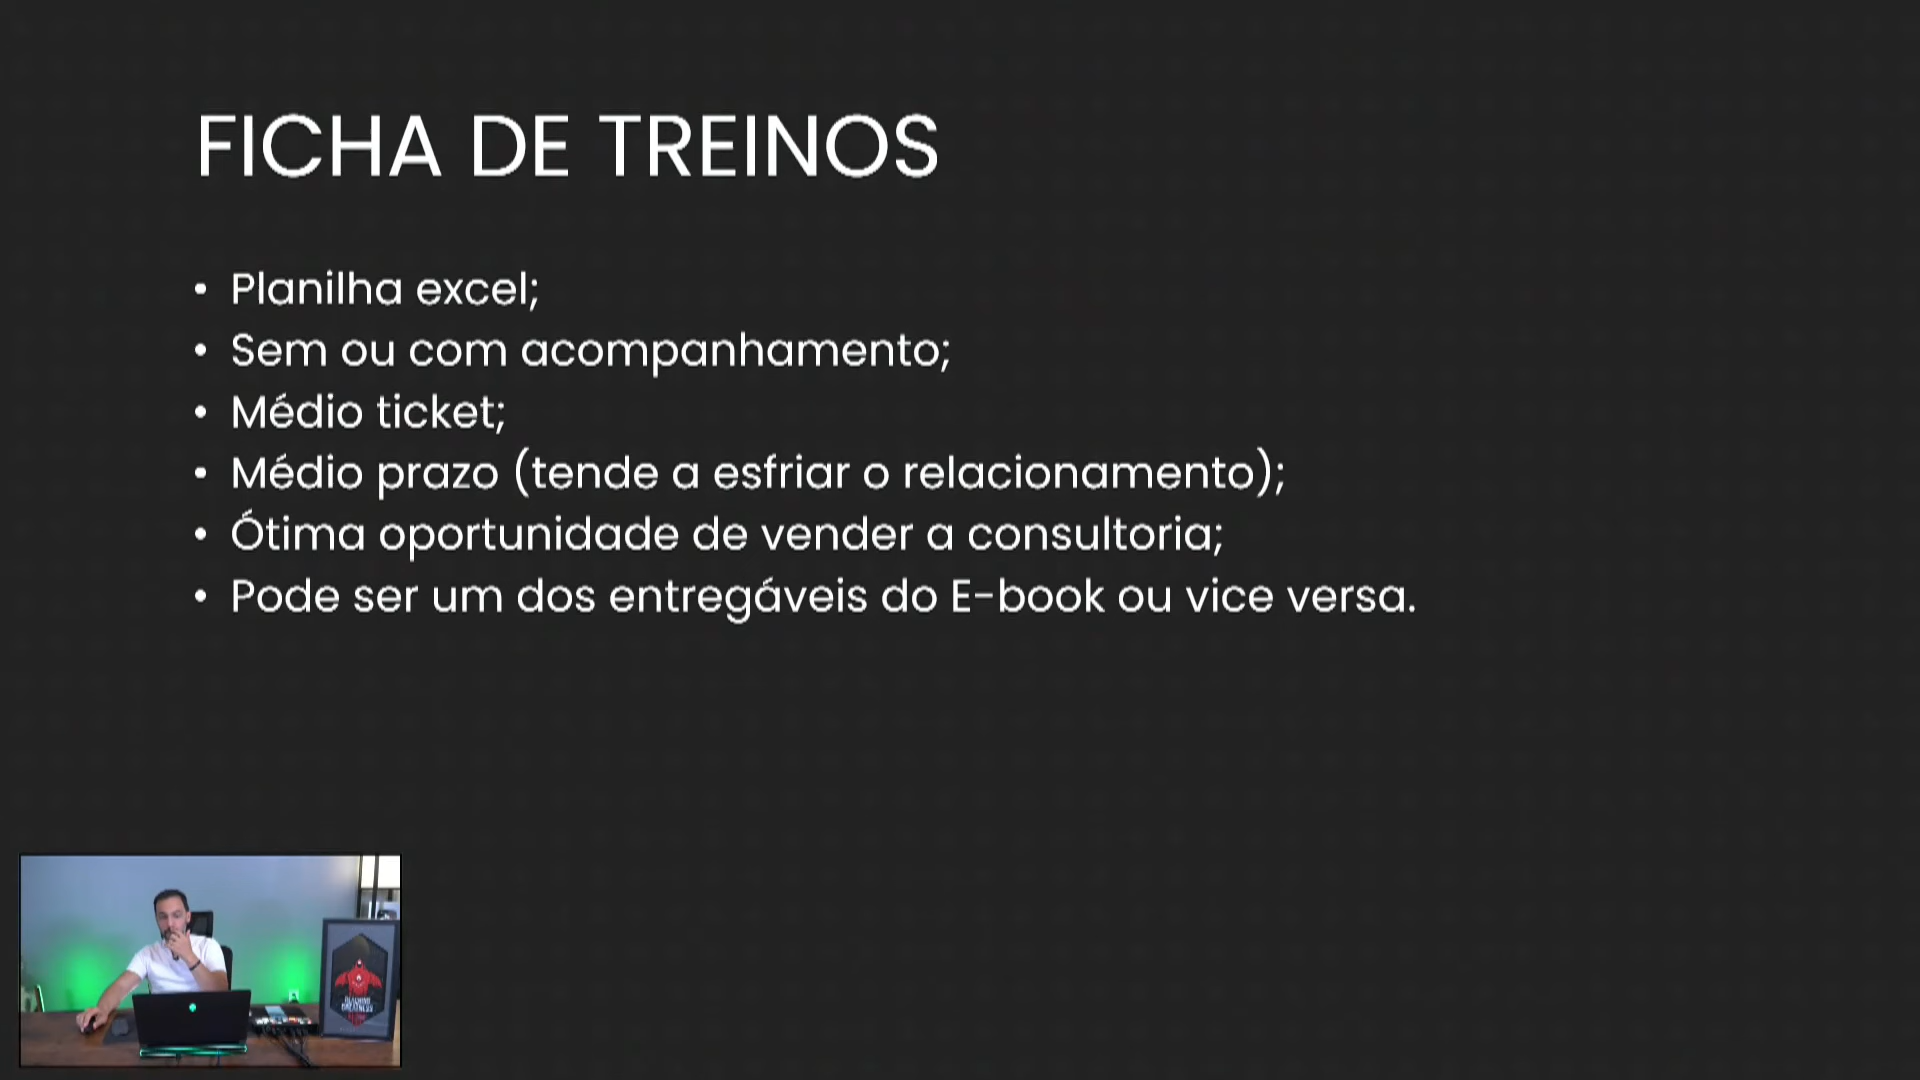 FICHA DE TREINOS
• Planilha excel;
• Sem ou com acompanhamento;
• Médio ticket;
• Médio prazo (tende a esfriar o relacionamento);
• Ótima oportunidade de vender a consultoria;
• Pode ser um dos entregáveis do E-book ou vice versa.